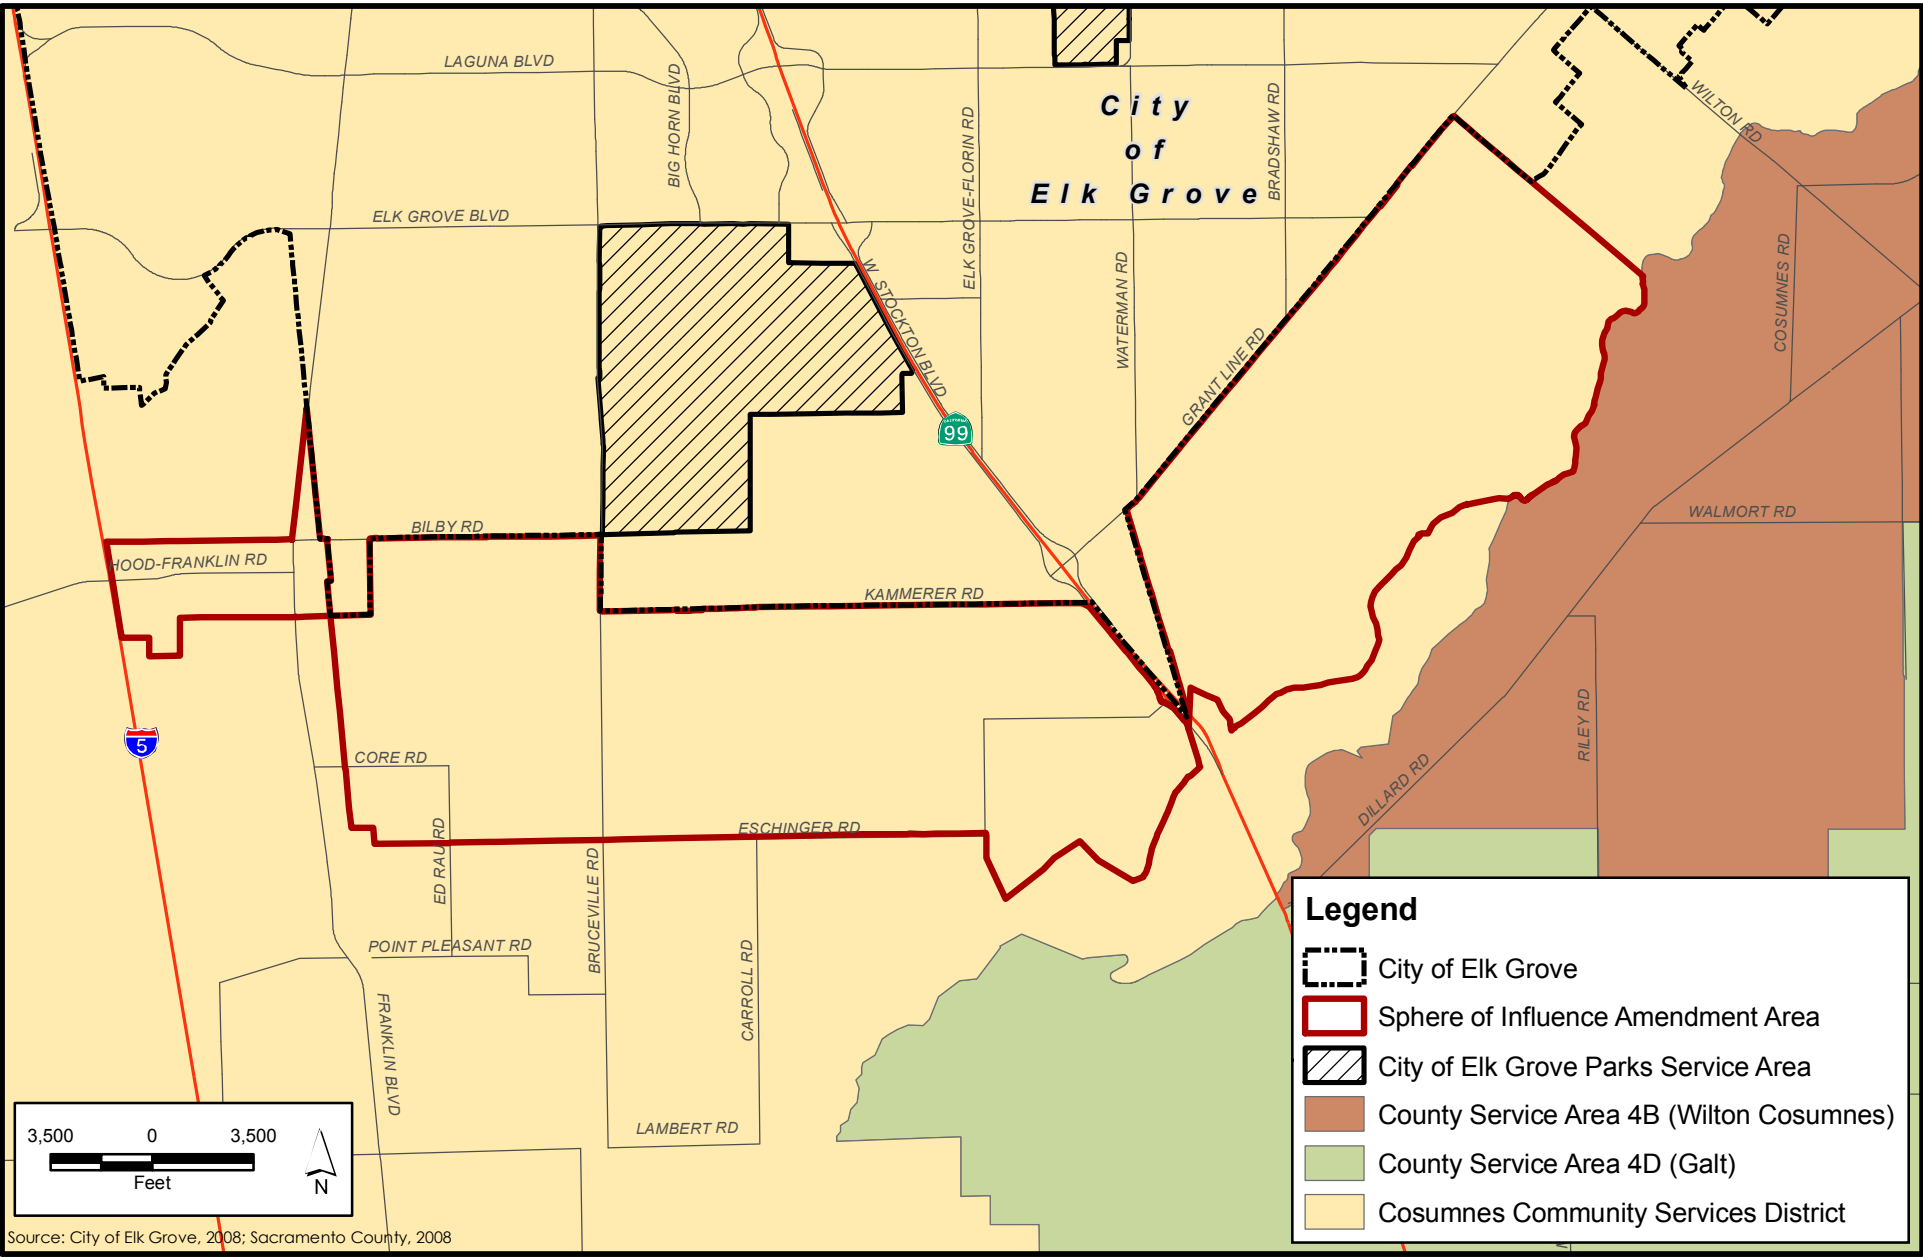 LAGUNA BLVD
BIG HORN BLVD
ELK GROVE-FLORIN RD
City
of
Elk Grove
BRADSHAW RD
WILTON RD
ELK GROVE BLVD
W STOCKTON BLVD
WATERMAN RD
COSUMNES RD
GRANT LINE RD
99
BILBY RD
HOOD-FRANKLIN RD
WALMORT RD
KAMMERER RD
5
CORE RD
RILEY RD
DILLARD RD
ED RAU RD
ESCHINGER RD
BRUCEVILLE RD
POINT PLEASANT RD
CARROLL RD
FRANKLIN BLVD
LAMBERT RD
Legend
City of Elk Grove
Sphere of Influence Amendment Area
City of Elk Grove Parks Service Area
County Service Area 4B (Wilton Cosumnes)
County Service Area 4D (Galt)
Cosumnes Community Services District
3,500 0 3,500
Feet
N
Source: City of Elk Grove, 2008; Sacramento County, 2008